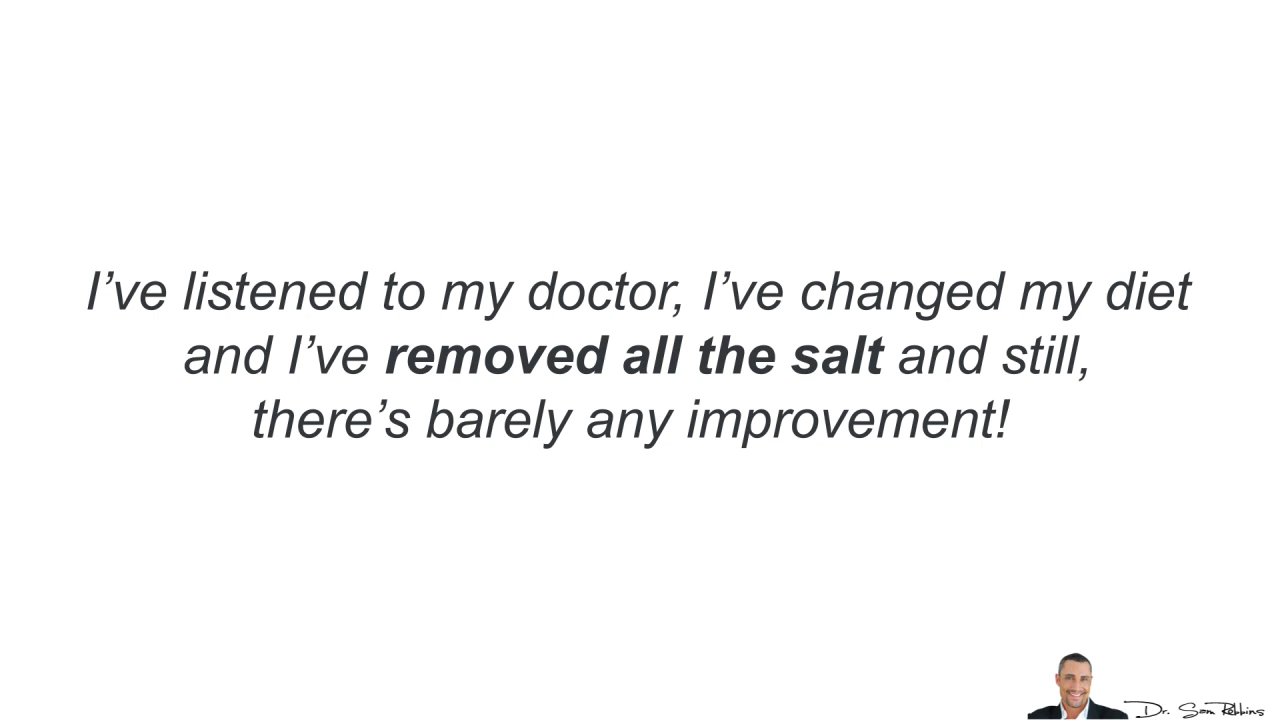 I’ve listened to my doctor, I’ve changed my diet
and I’ve removed all the salt and still,
there’s barely any improvement!
Dr. Sam Robbins